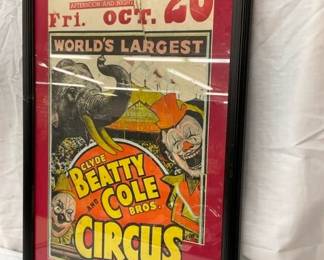 AFTERNOON AND NIGHT
Fri. OCT. 20
WORLD'S LARGEST
CLYDE
BEATTY
AND COLE
BROS.
CIRCUS